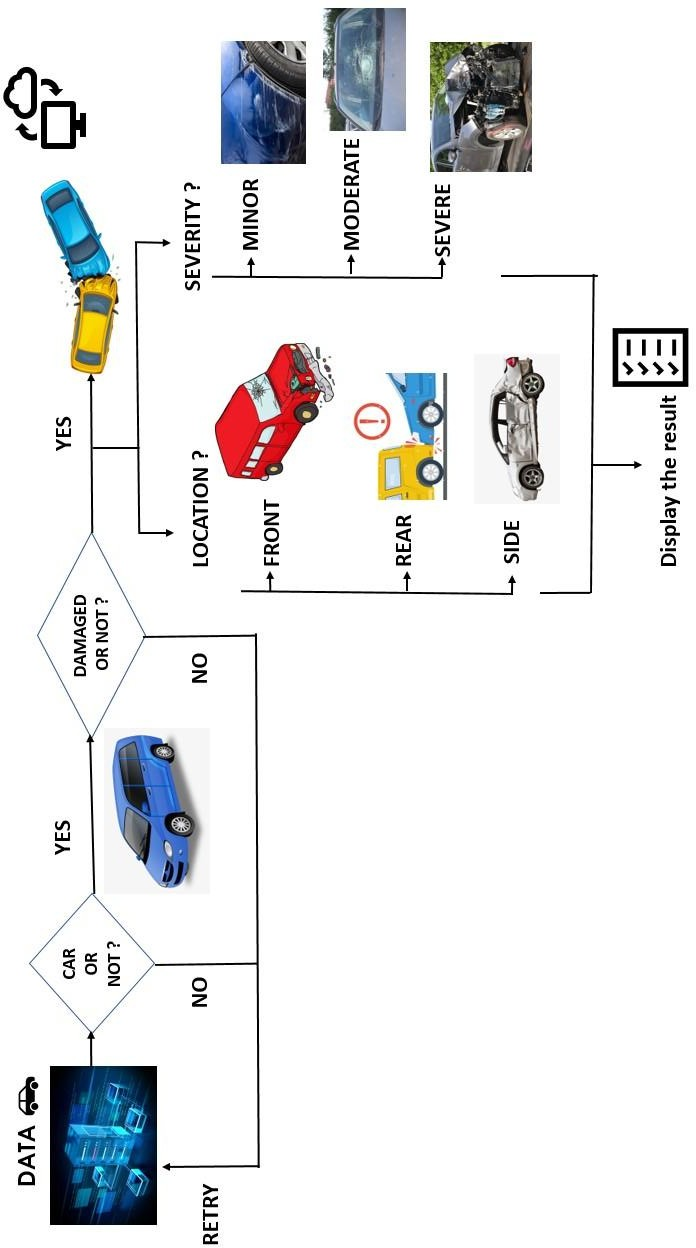 DATA
CAR
OR
NOT ?
YES
NO
RETRY
DAMAGED
OR NOT ?
YES
NO
LOCATION ?
FRONT
REAR
SIDE
SEVERITY ?
MINOR
MODERATE
SEVERE
Display the result